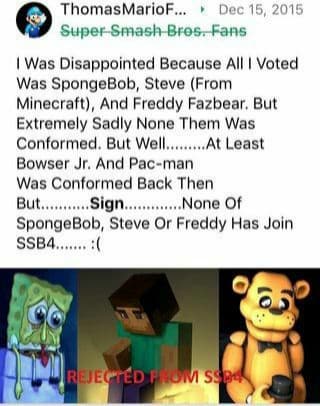 ThomasMarioF... • Dec 15, 2015
Super Smash Bros. Fans
I Was Disappointed Because All I Voted
Was SpongeBob, Steve (From
Minecraft), And Freddy Fazbear. But
Extremely Sadly None Them Was
Conformed. But Well.........At Least
Bowser Jr. And Pac-man
Was Conformed Back Then
But...........Sign.............None Of
SpongeBob, Steve Or Freddy Has Join
SSB4....... :(
REJECTED FROM SSB4